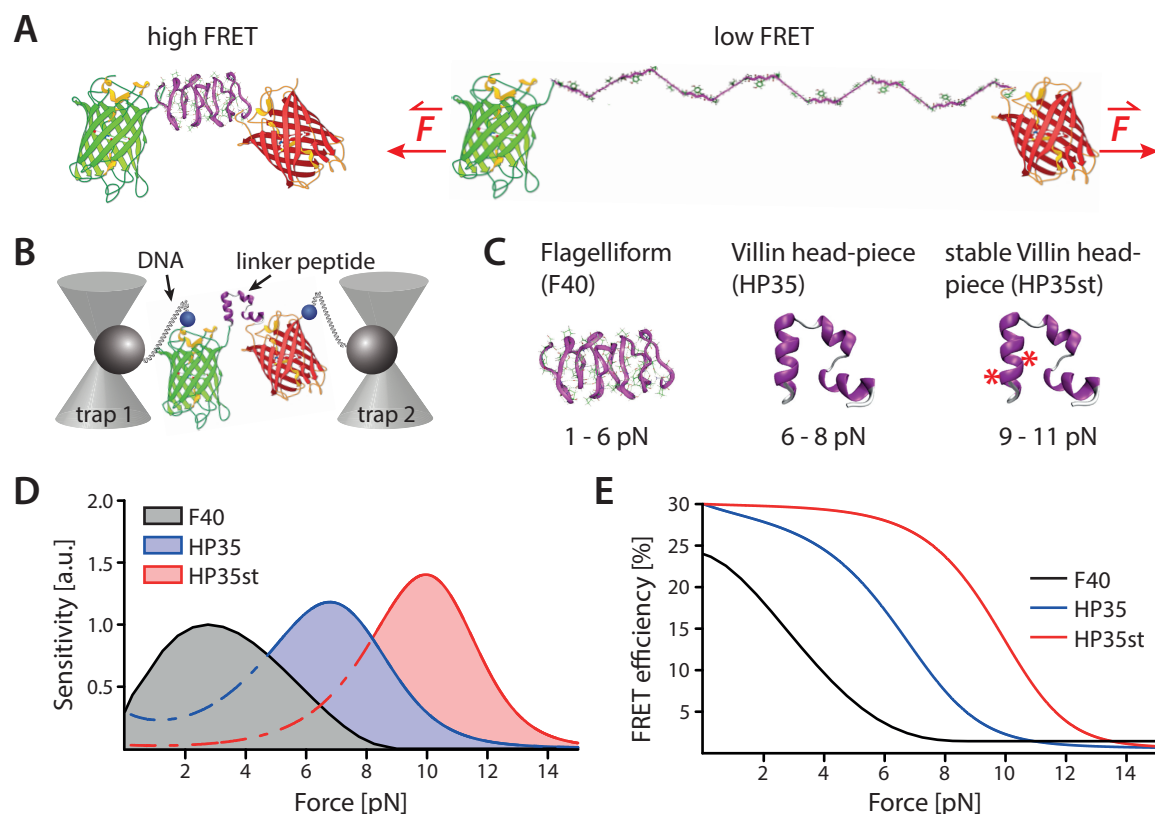 A
high FRET
low FRET
F
F
B
DNA
linker peptide
trap 1
trap 2
C
Flagelliform
(F40)
Villin head-piece
(HP35)
stable Villin head-
piece (HP35st)
*
*
1 - 6 pN
6 - 8 pN
9 - 11 pN
D
Sensitivity [a.u.]
2.0
1.5
1.0
0.5
F40
HP35
HP35st
2 4 6 8 10 12 14
Force [pN]
E
FRET efficiency [%]
30
25
20
15
10
5
F40
HP35
HP35st
2 4 6 8 10 12 14
Force [pN]